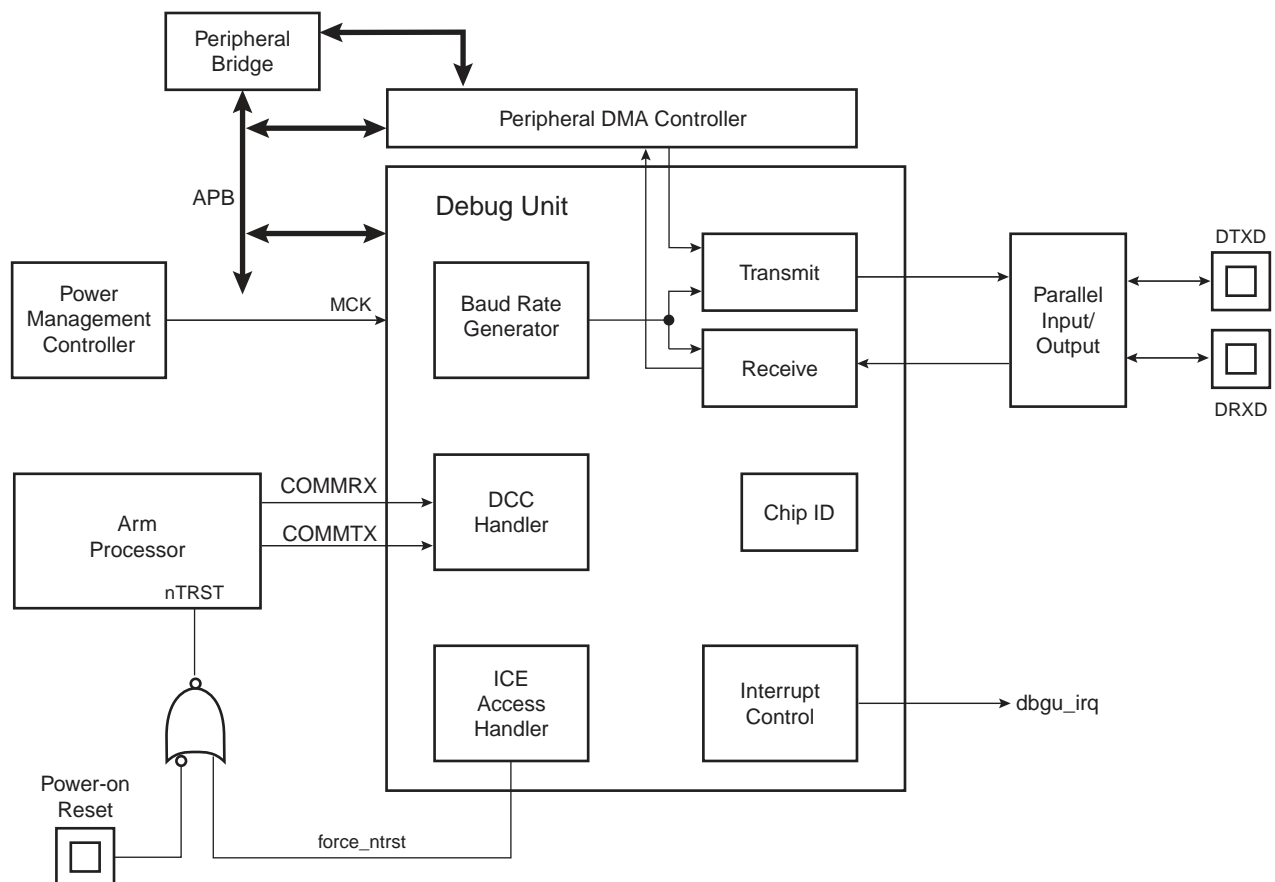 Peripheral
Bridge
Peripheral DMA Controller
APB
Debug Unit
DTXD
Power
Management
Controller
MCK
Baud Rate
Generator
Transmit
Receive
Parallel
Input/
Output
DRXD
Arm
Processor
nTRST
COMMRX
COMMTX
DCC
Handler
Chip ID
ICE
Access
Handler
Interrupt
Control
dbgu_irq
Power-on
Reset
force_ntrst